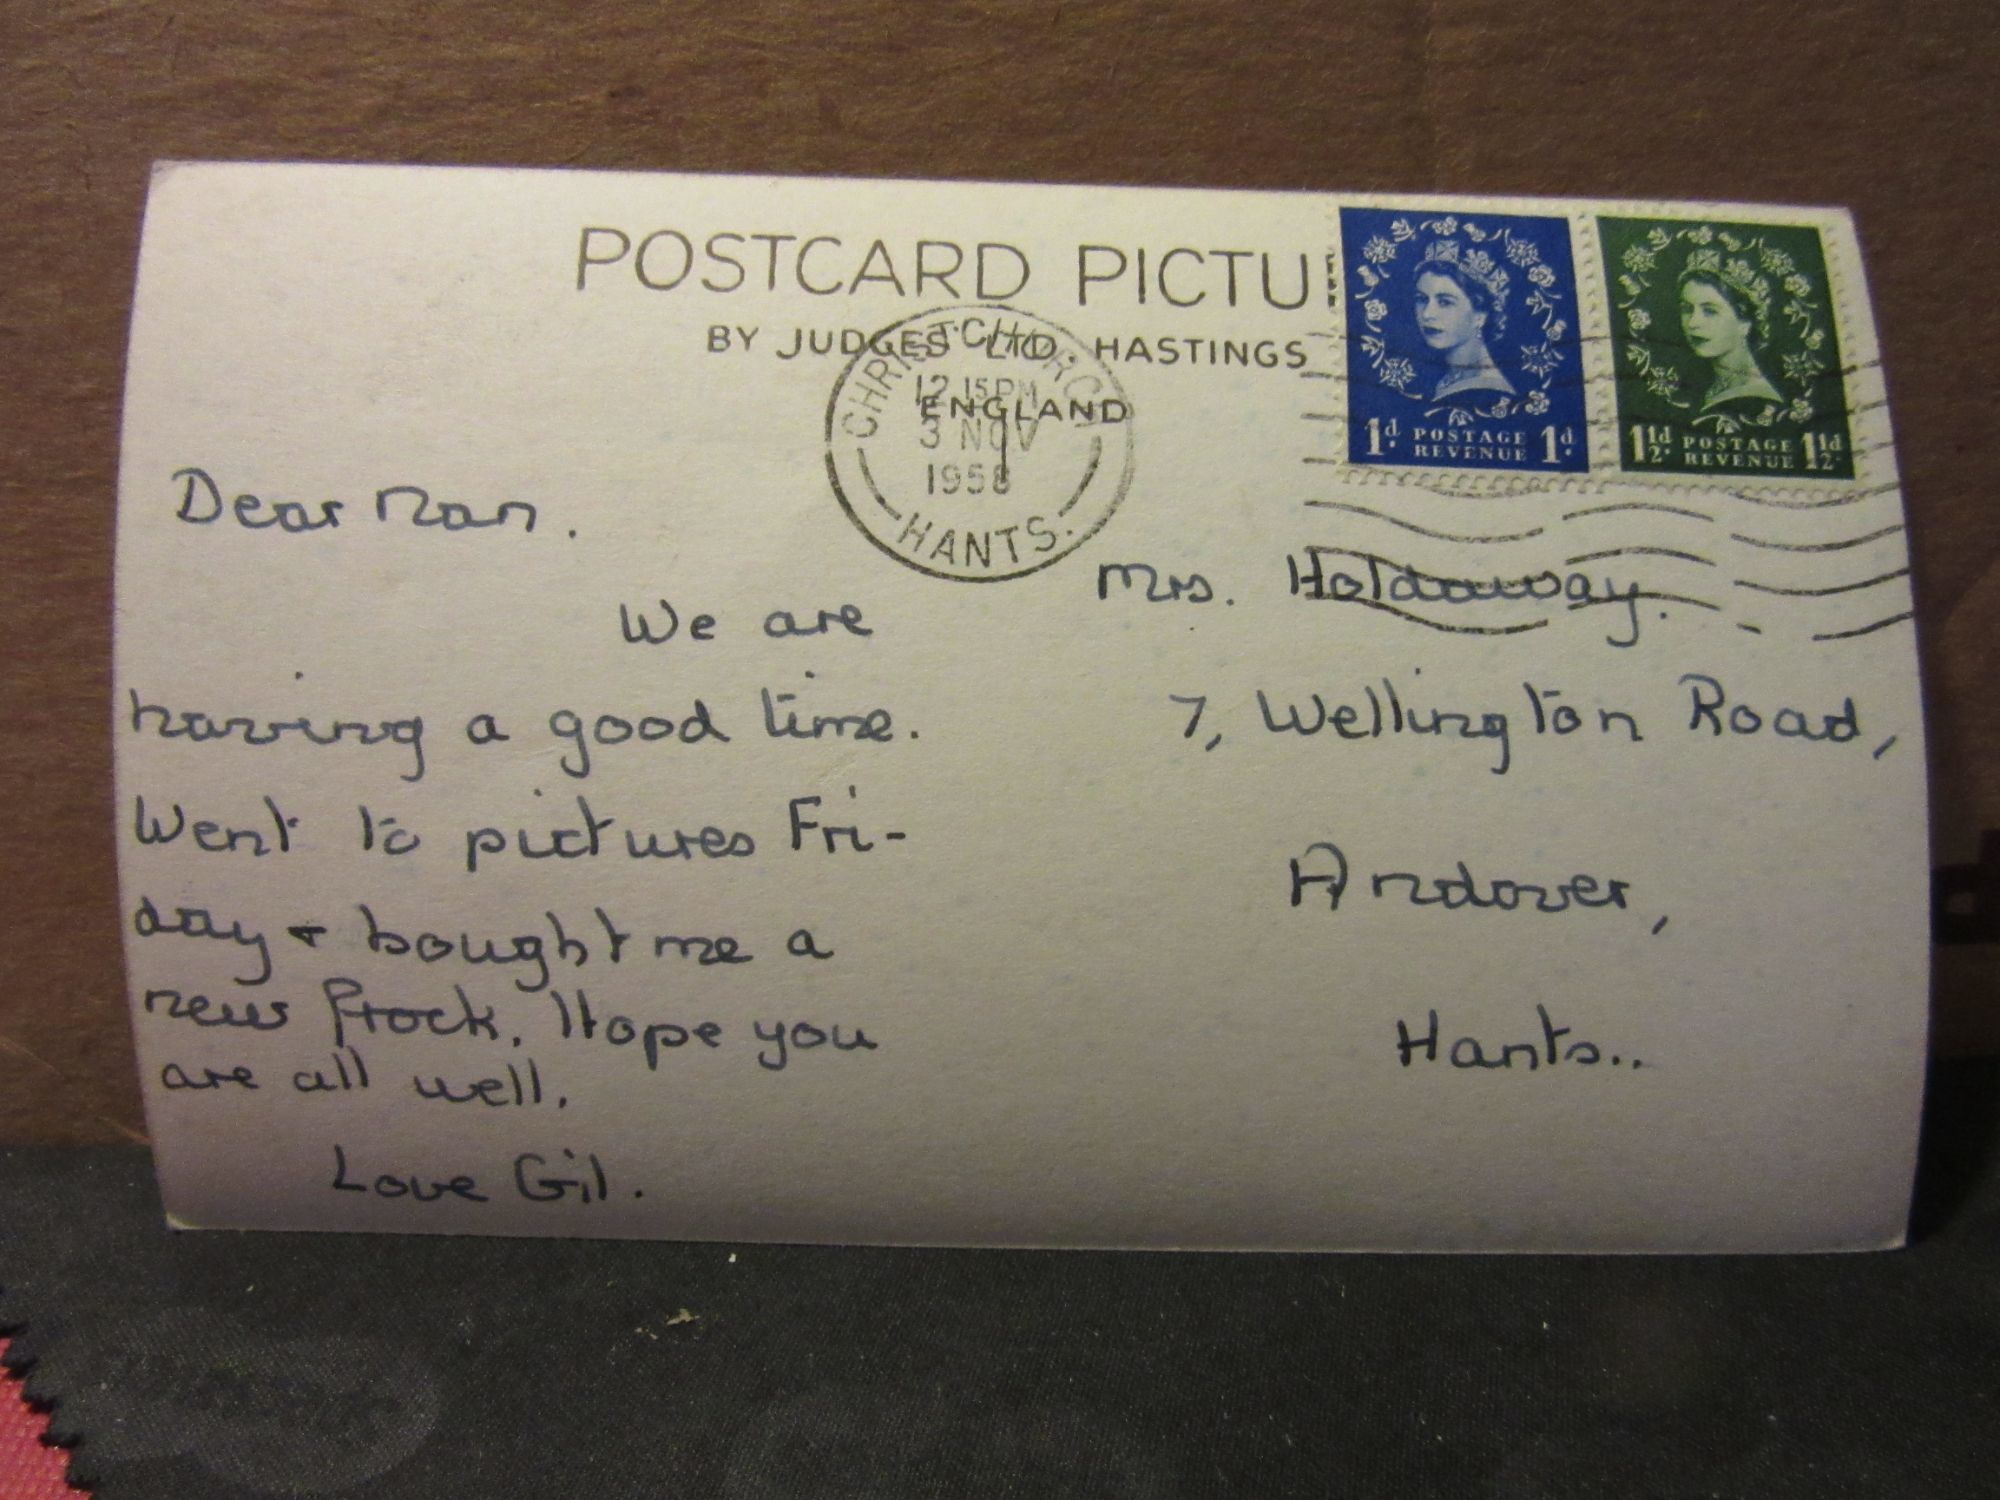 POSTCARD PICTU
BY JUDGES LTD. HASTINGS
ENGLAND
CHRISTCHURCH
12.15PM
3 NOV
1958
HANTS.
1d. POSTAGE REVENUE 1d.
1½d. POSTAGE REVENUE 1½d.
Dear Nan.
We are
having a good time.
Went to pictures Fri-
day + bought me a
new frock. Hope you
are all well.
Love Gil.
Mrs. Holdaway.
7, Wellington Road,
Andover,
Hants..